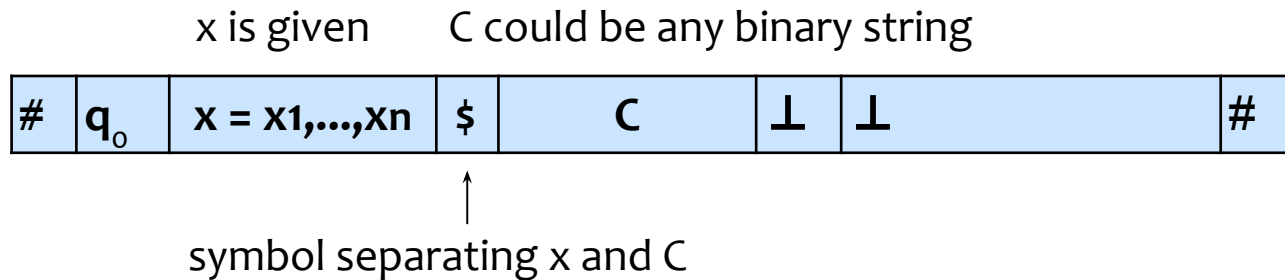 x is given C could be any binary string
# q₀ x = x1,...,xn $ C ⊥ ⊥ #
symbol separating x and C